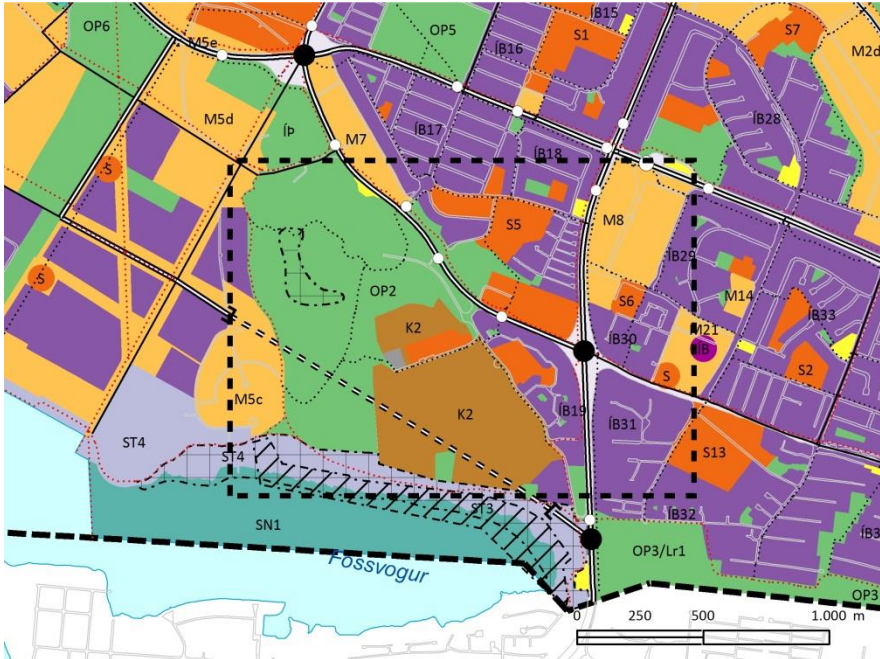 OP6
M5e
OP5
ÍB15
ÍB16
S1
S7
M2d
M5d
ÍÞ
M7
ÍB17
ÍB18
ÍB28
S
M8
S5
ÍB29
S
OP2
S6
M14
K2
ÍB30
M21
ÍB
ÍB33
S
S2
M5c
K2
ÍB19
ÍB31
ST4
ST4
S13
ST3
ÍB32
SN1
OP3/Lr1
Fossvogur
OP3
0 250 500 1.000 m